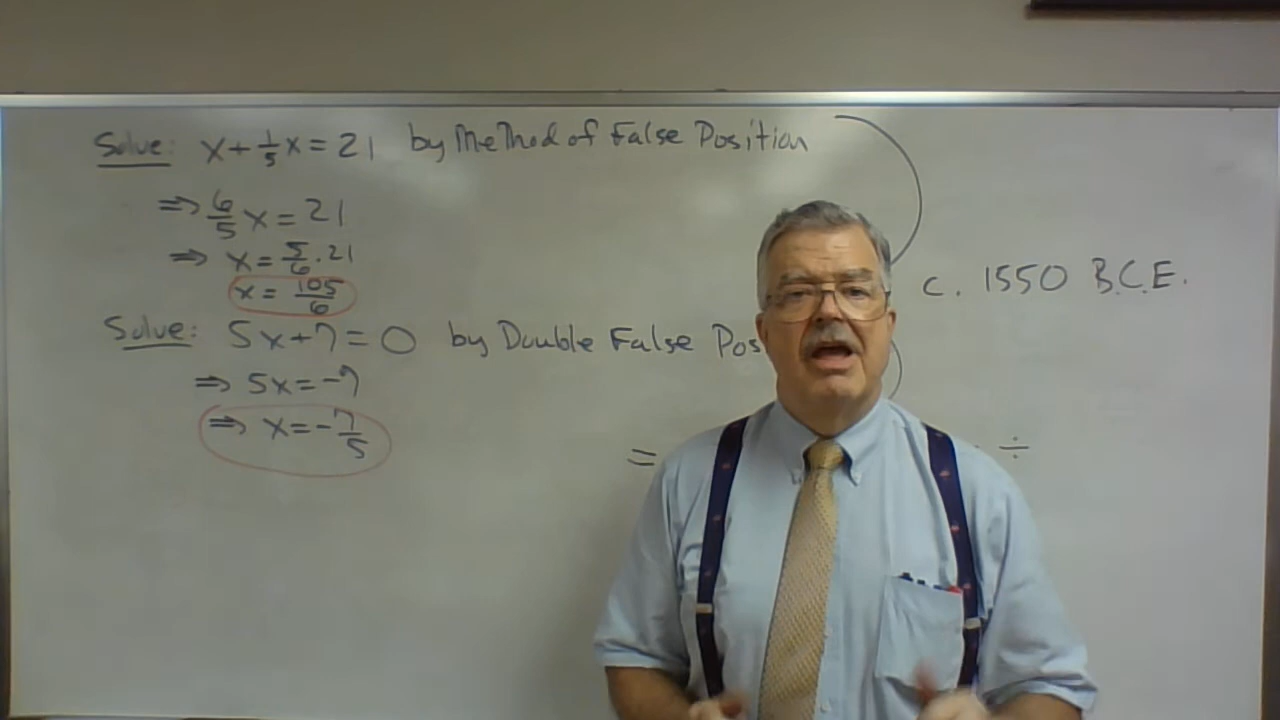 Solve: x + 1/5 x = 21 by Method of False Position
⇒ 6/5 x = 21
⇒ x = 5/6 · 21
x = 105/6
c. 1550 B.C.E.
Solve: 5x + 7 = 0 by Double False Pos
⇒ 5x = -7
⇒ x = -7/5
= ÷